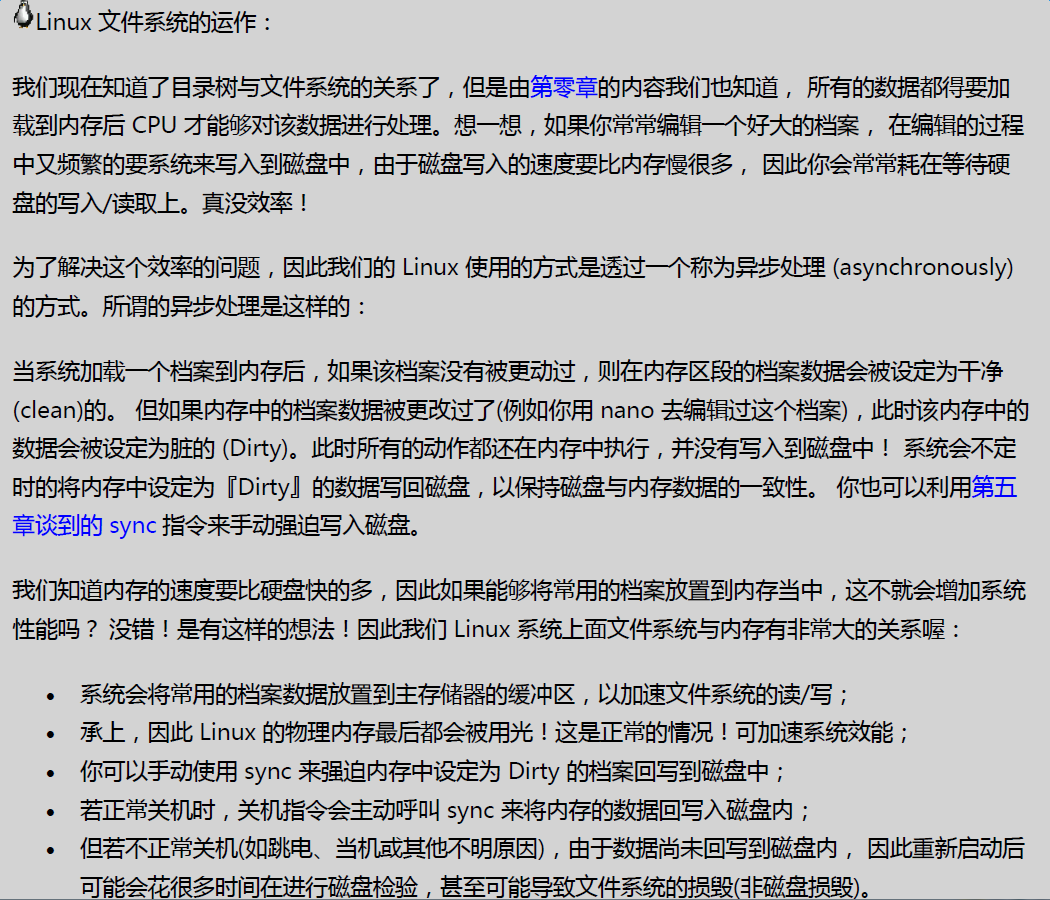 Linux 文件系统的运作：
我们现在知道了目录树与文件系统的关系了，但是由第零章的内容我们也知道， 所有的数据都得要加
载到内存后 CPU 才能够对该数据进行处理。想一想，如果你常常编辑一个好大的档案， 在编辑的过程
中又频繁的要系统来写入到磁盘中，由于磁盘写入的速度要比内存慢很多， 因此你会常常耗在等待硬
盘的写入/读取上。真没效率！
为了解决这个效率的问题，因此我们的 Linux 使用的方式是透过一个称为异步处理 (asynchronously)
的方式。所谓的异步处理是这样的：
当系统加载一个档案到内存后，如果该档案没有被更动过，则在内存区段的档案数据会被设定为干净
(clean)的。 但如果内存中的档案数据被更改过了(例如你用 nano 去编辑过这个档案)，此时该内存中的
数据会被设定为脏的 (Dirty)。此时所有的动作都还在内存中执行，并没有写入到磁盘中！ 系统会不定
时的将内存中设定为『Dirty』的数据写回磁盘，以保持磁盘与内存数据的一致性。 你也可以利用第五
章谈到的 sync 指令来手动强迫写入磁盘。
我们知道内存的速度要比硬盘快的多，因此如果能够将常用的档案放置到内存当中，这不就会增加系统
性能吗？ 没错！是有这样的想法！因此我们 Linux 系统上面文件系统与内存有非常大的关系喔：
• 系统会将常用的档案数据放置到主存储器的缓冲区，以加速文件系统的读/写；
• 承上，因此 Linux 的物理内存最后都会被用光！这是正常的情况！可加速系统效能；
• 你可以手动使用 sync 来强迫内存中设定为 Dirty 的档案回写到磁盘中；
• 若正常关机时，关机指令会主动呼叫 sync 来将内存的数据回写入磁盘内；
• 但若不正常关机(如跳电、当机或其他不明原因)，由于数据尚未回写到磁盘内， 因此重新启动后
可能会花很多时间在进行磁盘检验，甚至可能导致文件系统的损毁(非磁盘损毁)。